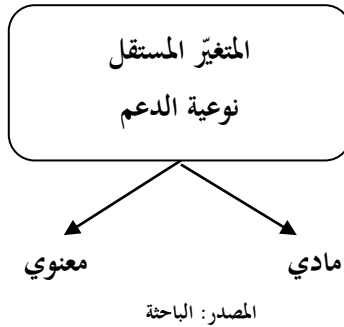 المتغيّر المستقل
نوعية الدعم
مادي
معنوي
المصدر: الباحثة